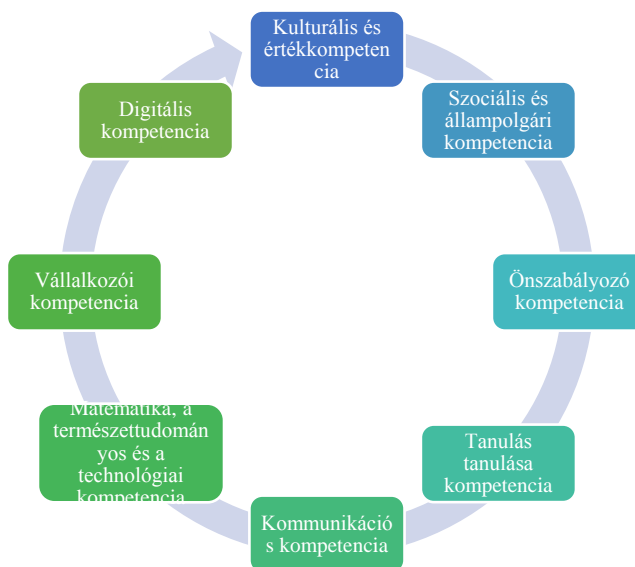 Kulturális és
értékkompeten
cia
Szociális és
állampolgári
kompetencia
Önszabályozó
kompetencia
Tanulás
tanulása
kompetencia
Kommunikáció
s kompetencia
Matematika, a
természettudomán
yos és a
technológiai
kompetencia
Vállalkozói
kompetencia
Digitális
kompetencia